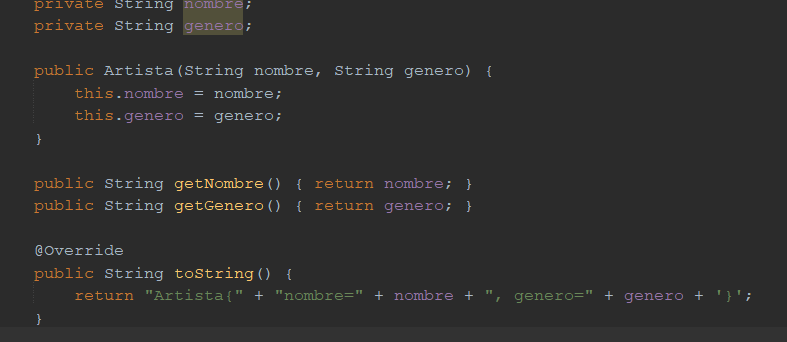 private String nombre;
private String genero;
public Artista(String nombre, String genero) {
this.nombre = nombre;
this.genero = genero;
}
public String getNombre() { return nombre; }
public String getGenero() { return genero; }
@Override
public String toString() {
return "Artista{" + "nombre=" + nombre + ", genero=" + genero + '}';
}